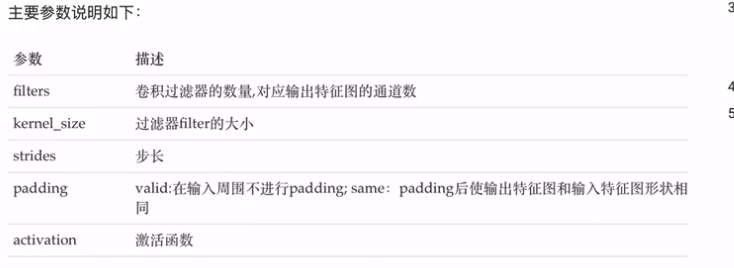 主要参数说明如下：
参数 描述
filters 卷积过滤器的数量,对应输出特征图的通道数
kernel_size 过滤器filter的大小
strides 步长
padding valid:在输入周围不进行padding; same：padding后使输出特征图和输入特征图形状相
同
activation 激活函数
3
4
5